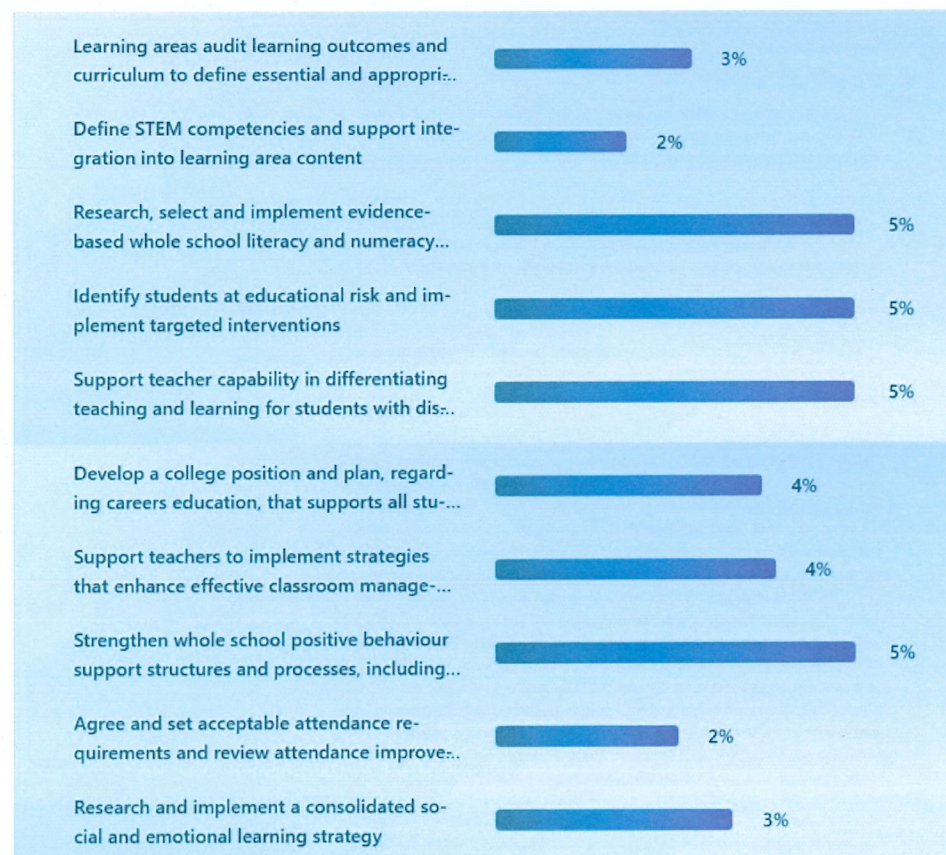 Learning areas audit learning outcomes and
curriculum to define essential and appropri-..
3%
Define STEM competencies and support inte-
gration into learning area content
2%
Research, select and implement evidence-
based whole school literacy and numeracy...
5%
Identify students at educational risk and im-
plement targeted interventions
5%
Support teacher capability in differentiating
teaching and learning for students with dis-..
5%
Develop a college position and plan, regard-
ing careers education, that supports all stu-...
4%
Support teachers to implement strategies
that enhance effective classroom manage-...
4%
Strengthen whole school positive behaviour
support structures and processes, including...
5%
Agree and set acceptable attendance re-
quirements and review attendance improve-..
2%
Research and implement a consolidated so-
cial and emotional learning strategy
3%